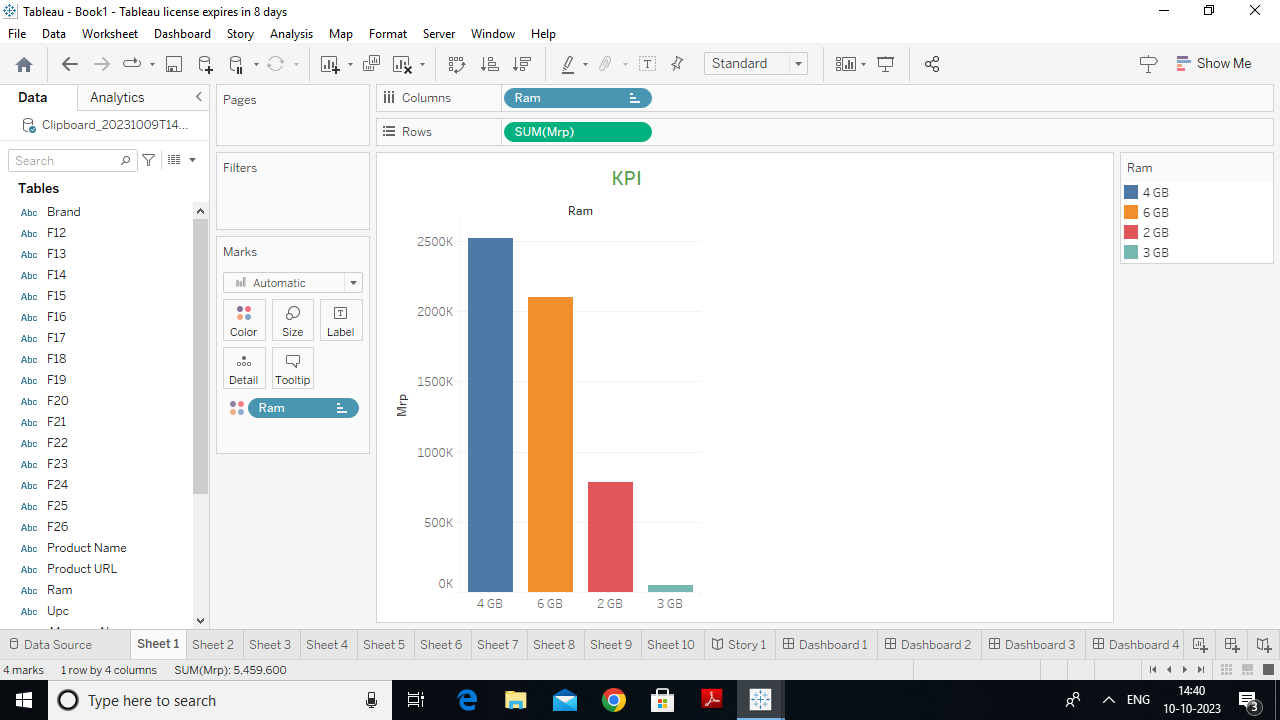 Tableau - Book1 - Tableau license expires in 8 days
File Data Worksheet Dashboard Story Analysis Map Format Server Window Help
Standard
Show Me
Data Analytics
Clipboard_20231009T14...
Search
Tables
Abc Brand
Abc F12
Abc F13
Abc F14
Abc F15
Abc F16
Abc F17
Abc F18
Abc F19
Abc F20
Abc F21
Abc F22
Abc F23
Abc F24
Abc F25
Abc F26
Abc Product Name
Abc Product URL
Abc Ram
Abc Upc
Pages
Filters
Marks
Automatic
Color Size Label
Detail Tooltip
Ram
Columns Ram
Rows SUM(Mrp)
KPI
Ram
Mrp
2500K
2000K
1500K
1000K
500K
0K
4 GB 6 GB 2 GB 3 GB
Ram
4 GB
6 GB
2 GB
3 GB
Data Source Sheet 1 Sheet 2 Sheet 3 Sheet 4 Sheet 5 Sheet 6 Sheet 7 Sheet 8 Sheet 9 Sheet 10 Story 1 Dashboard 1 Dashboard 2 Dashboard 3 Dashboard 4
4 marks 1 row by 4 columns SUM(Mrp): 5,459,600
Type here to search
ENG
14:40
10-10-2023
3